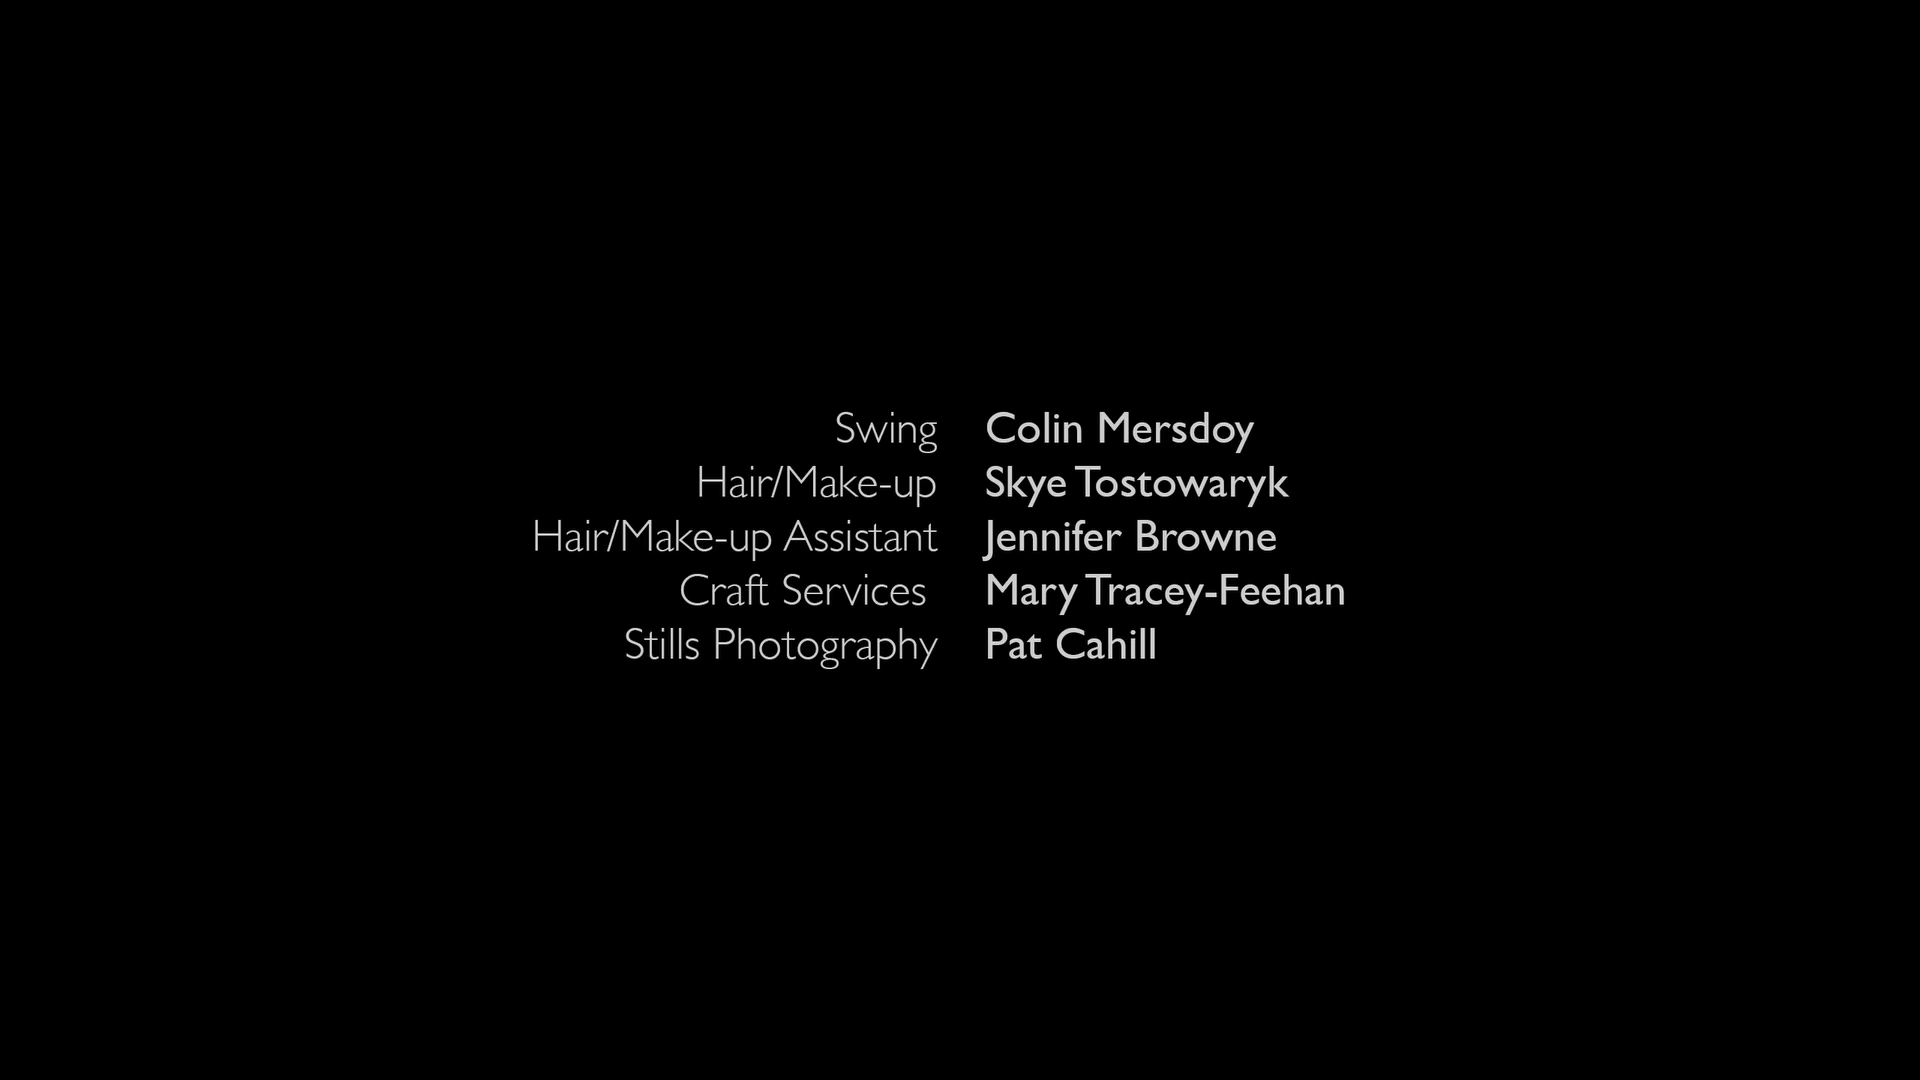 Swing Colin Mersdoy
Hair/Make-up Skye Tostowaryk
Hair/Make-up Assistant Jennifer Browne
Craft Services Mary Tracey-Feehan
Stills Photography Pat Cahill